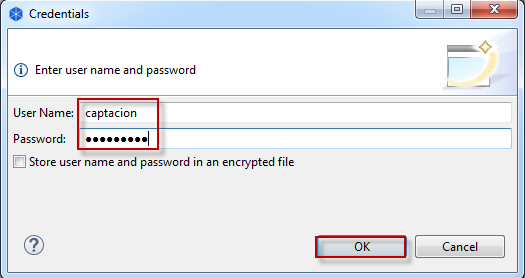 Credentials
Enter user name and password
User Name: captacion
Password: ●●●●●●●●●
Store user name and password in an encrypted file
OK Cancel